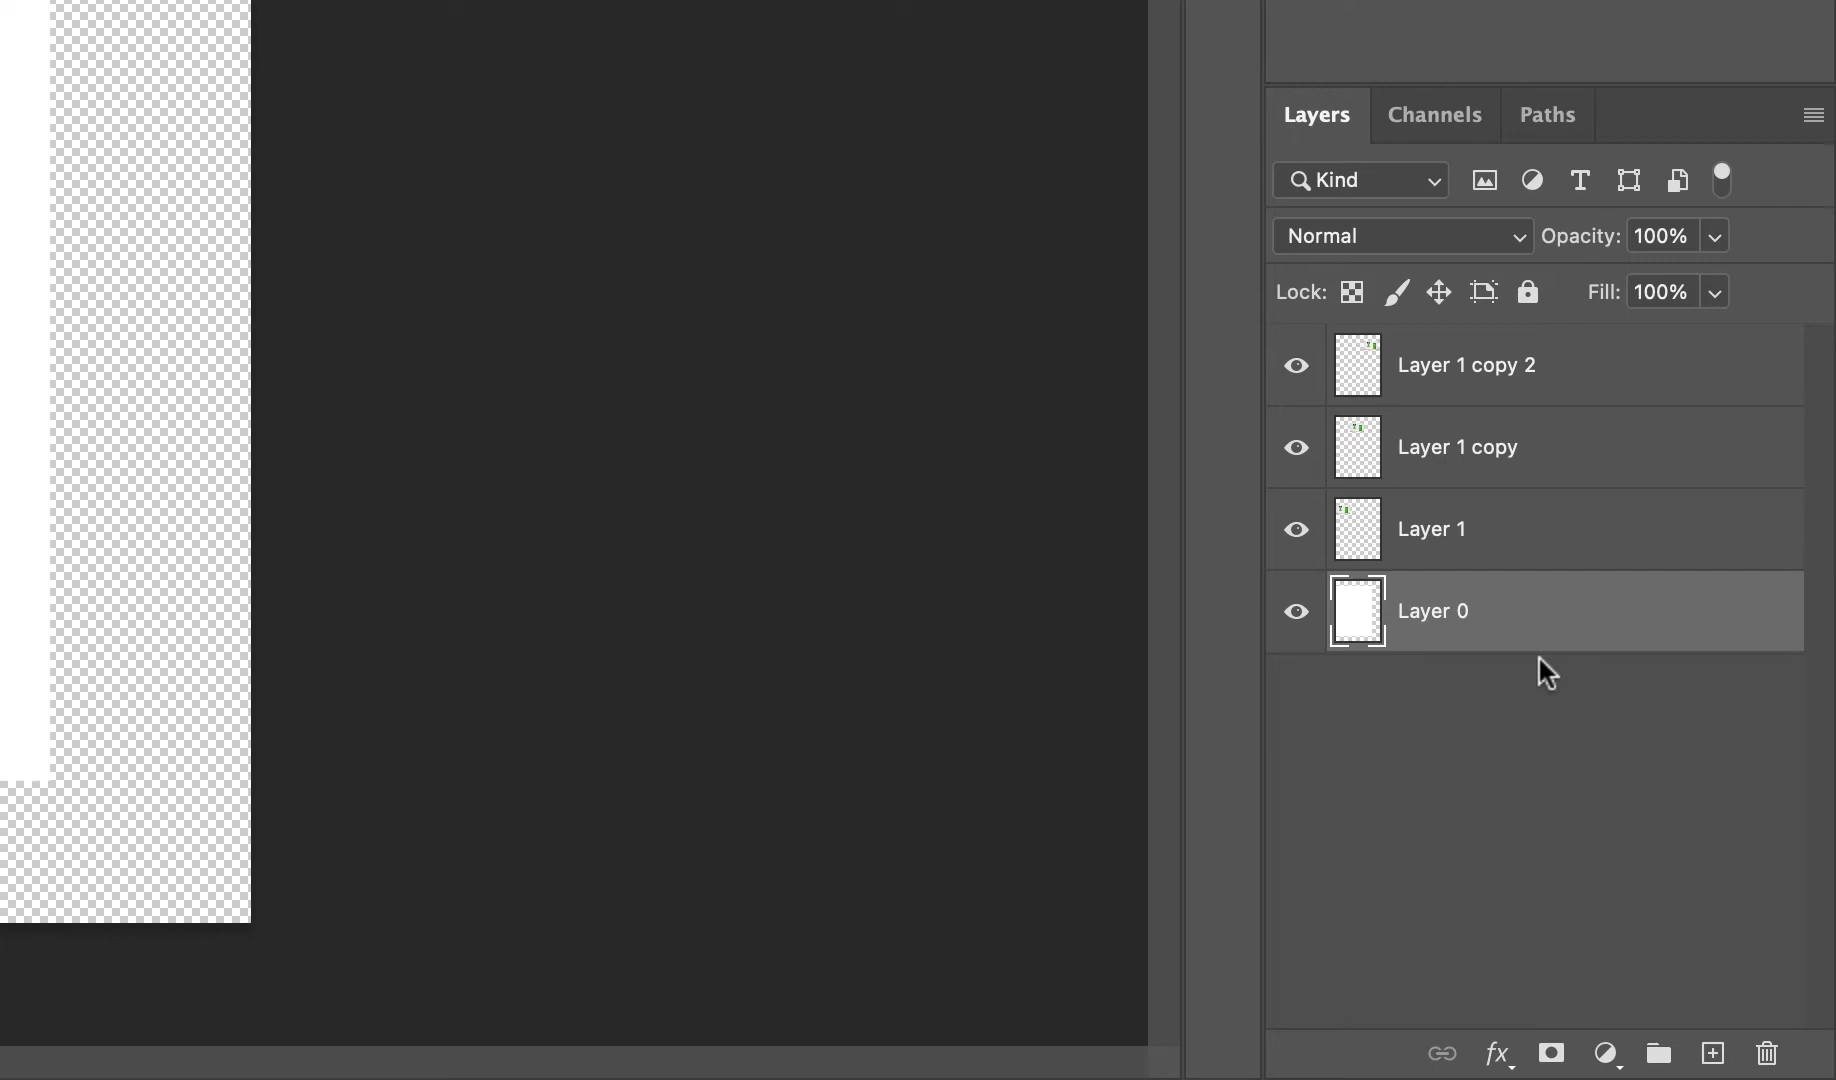 Layers Channels Paths
Kind
Normal Opacity: 100%
Lock: Fill: 100%
Layer 1 copy 2
Layer 1 copy
Layer 1
Layer 0
fx